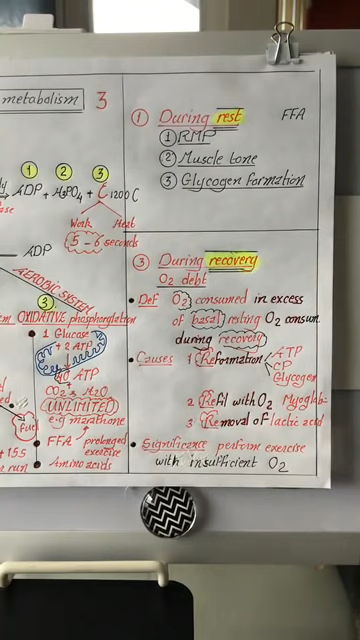 metabolism 3
① ② ③
ADP + H3PO4 + C 12000 C
Work Heat
5 - 6 seconds
ADP
AEROBIC SYSTEM
③
OXIDATIVE phosphorylation
1 Glucose
+ 2 ATP
40 ATP
CO2 + H2O
UNLIMITED
e.g marathone
fuel
FFA prolonged
exercise
+ 15 S
run
Amino acids
① During rest FFA
① RMP
② Muscle tone
③ Glycogen formation
③ During recovery
O2 debt
Def O2 consumed in excess
of basal resting O2 consum
during recovery
Causes 1 Reformation ATP
CP
Glycogen
2 Refil with O2 Myoglob
3 Removal of lactic acid
Significance perform exercise
with insufficient O2